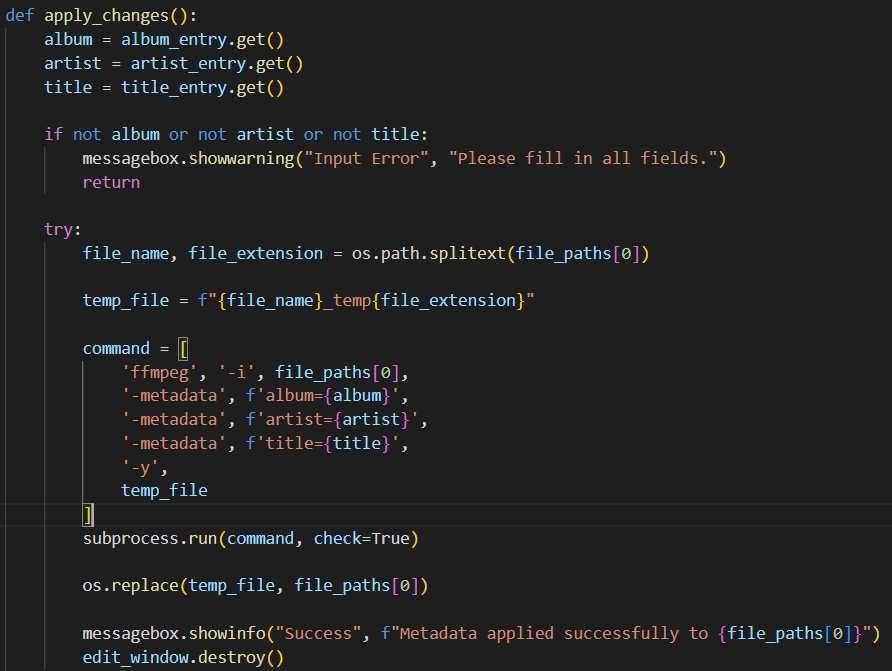 def apply_changes():
    album = album_entry.get()
    artist = artist_entry.get()
    title = title_entry.get()

    if not album or not artist or not title:
        messagebox.showwarning("Input Error", "Please fill in all fields.")
        return

    try:
        file_name, file_extension = os.path.splitext(file_paths[0])

        temp_file = f"{file_name}_temp{file_extension}"

        command = [
            'ffmpeg', '-i', file_paths[0],
            '-metadata', f'album={album}',
            '-metadata', f'artist={artist}',
            '-metadata', f'title={title}',
            '-y',
            temp_file
        ]
        subprocess.run(command, check=True)

        os.replace(temp_file, file_paths[0])

        messagebox.showinfo("Success", f"Metadata applied successfully to {file_paths[0]}")
        edit_window.destroy()